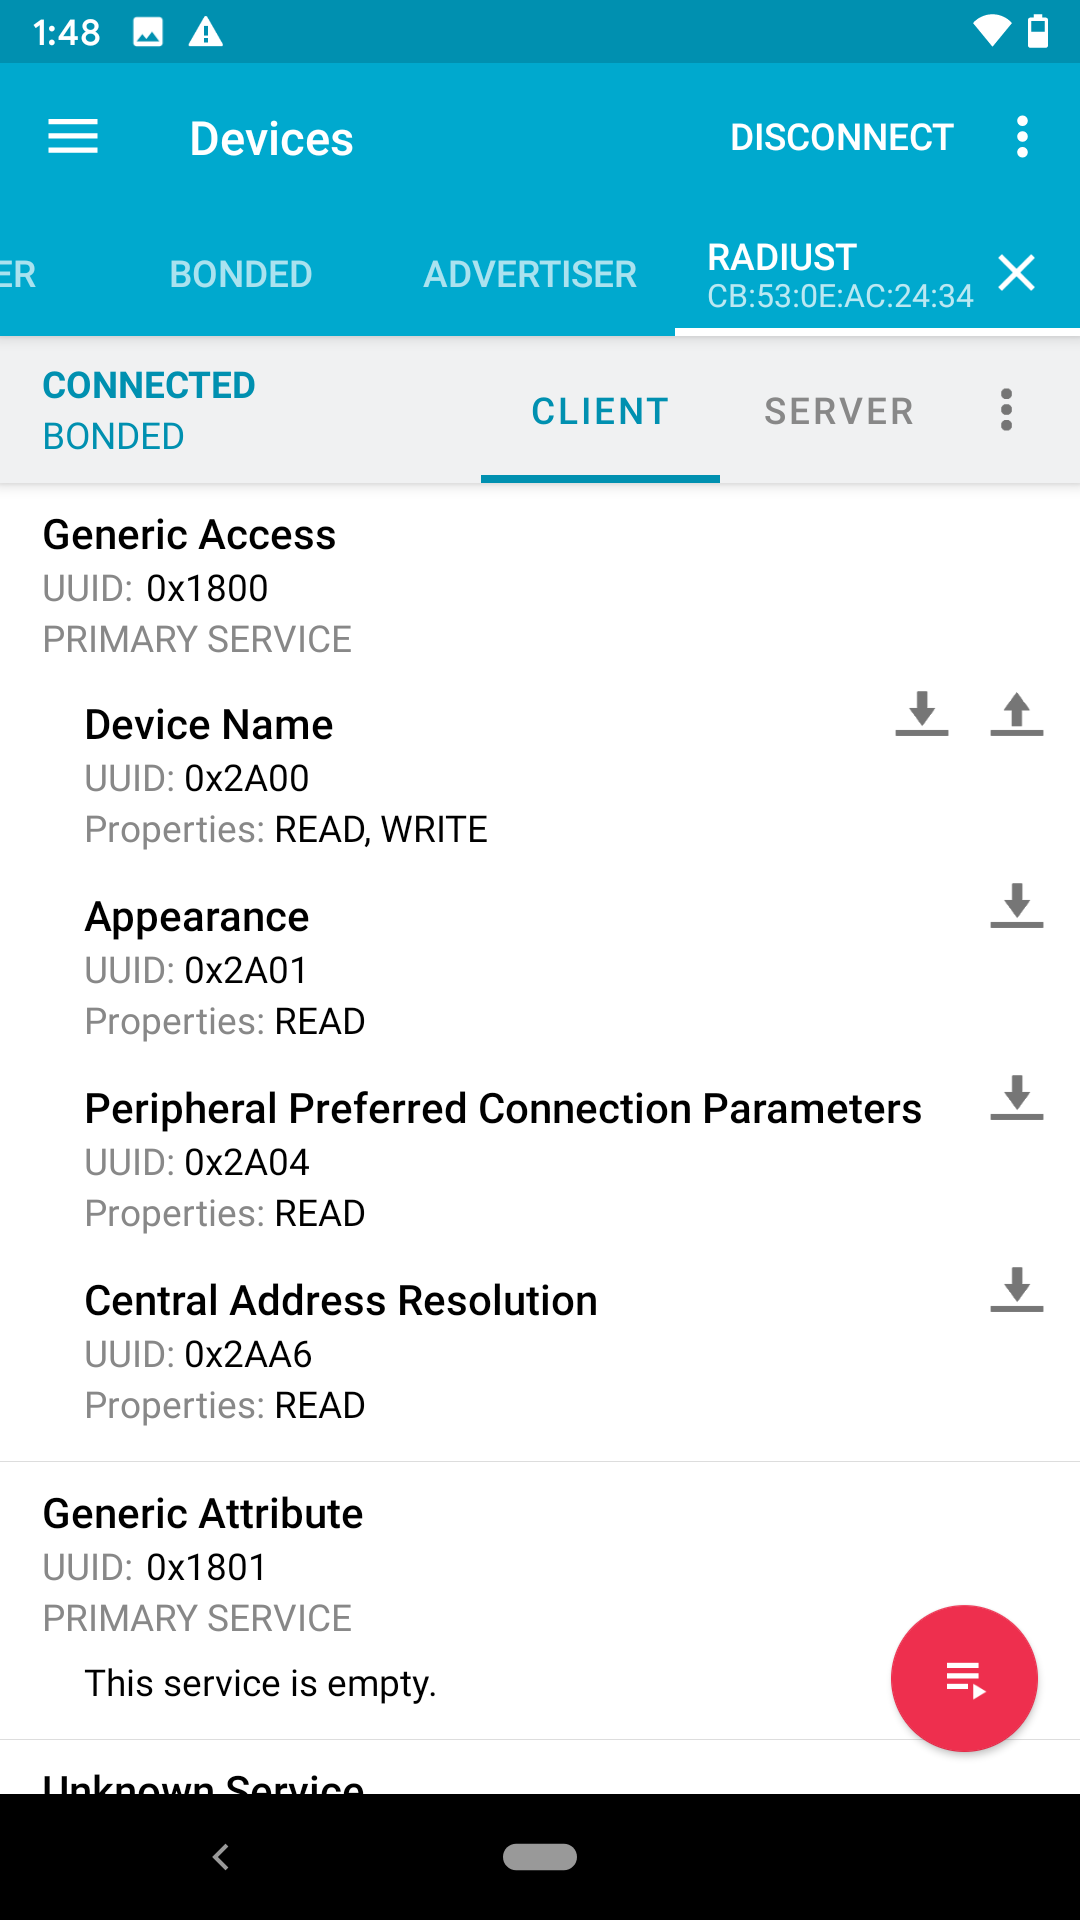 1:48
Devices
DISCONNECT
ER
BONDED
ADVERTISER
RADIUST
CB:53:0E:AC:24:34
CONNECTED
BONDED
CLIENT
SERVER
Generic Access
UUID: 0x1800
PRIMARY SERVICE
Device Name
UUID: 0x2A00
Properties: READ, WRITE
Appearance
UUID: 0x2A01
Properties: READ
Peripheral Preferred Connection Parameters
UUID: 0x2A04
Properties: READ
Central Address Resolution
UUID: 0x2AA6
Properties: READ
Generic Attribute
UUID: 0x1801
PRIMARY SERVICE
This service is empty.
Unknown Service